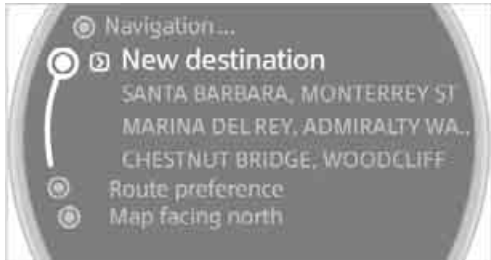 Navigation...
New destination
SANTA BARBARA, MONTERREY ST
MARINA DEL REY, ADMIRALTY WA..
CHESTNUT BRIDGE, WOODCLIFF
Route preference
Map facing north